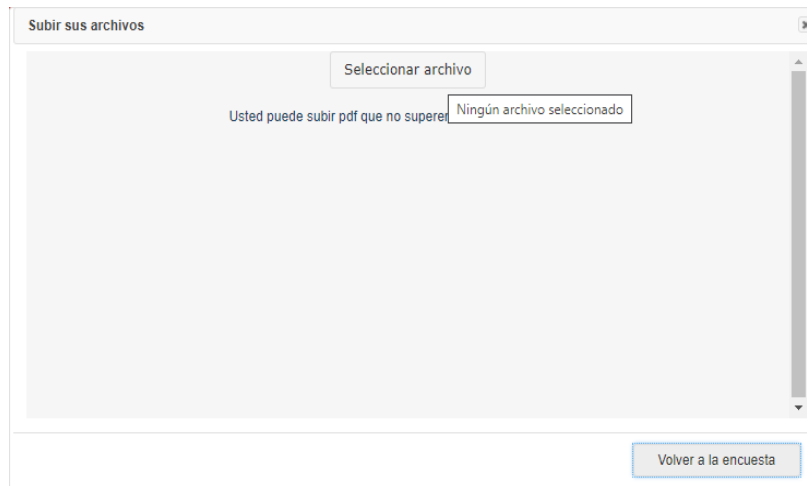 Subir sus archivos
Seleccionar archivo
Usted puede subir pdf que no superen
Ningún archivo seleccionado
Volver a la encuesta